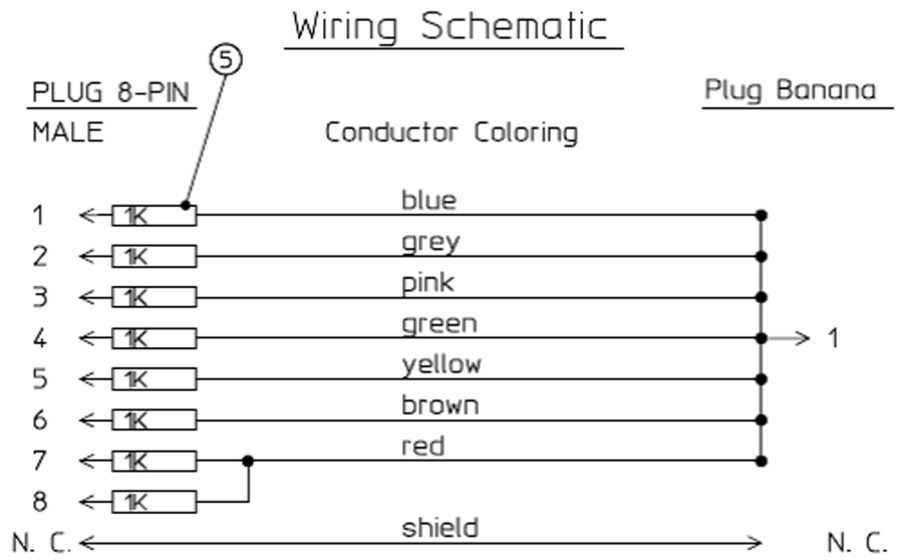 Wiring Schematic
5
PLUG 8-PIN
Plug Banana
MALE
Conductor Coloring
1 1K blue
2 1K grey
3 1K pink
4 1K green 1
5 1K yellow
6 1K brown
7 1K red
8 1K
N. C. shield N. C.